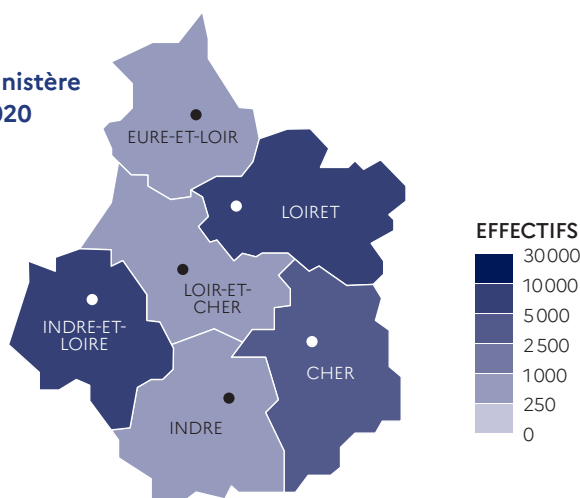 nistère
020
EURE-ET-LOIR
LOIRET
LOIR-ET-
CHER
INDRE-ET-
LOIRE
CHER
INDRE
EFFECTIFS
30 000
10 000
5 000
2 500
1 000
250
0